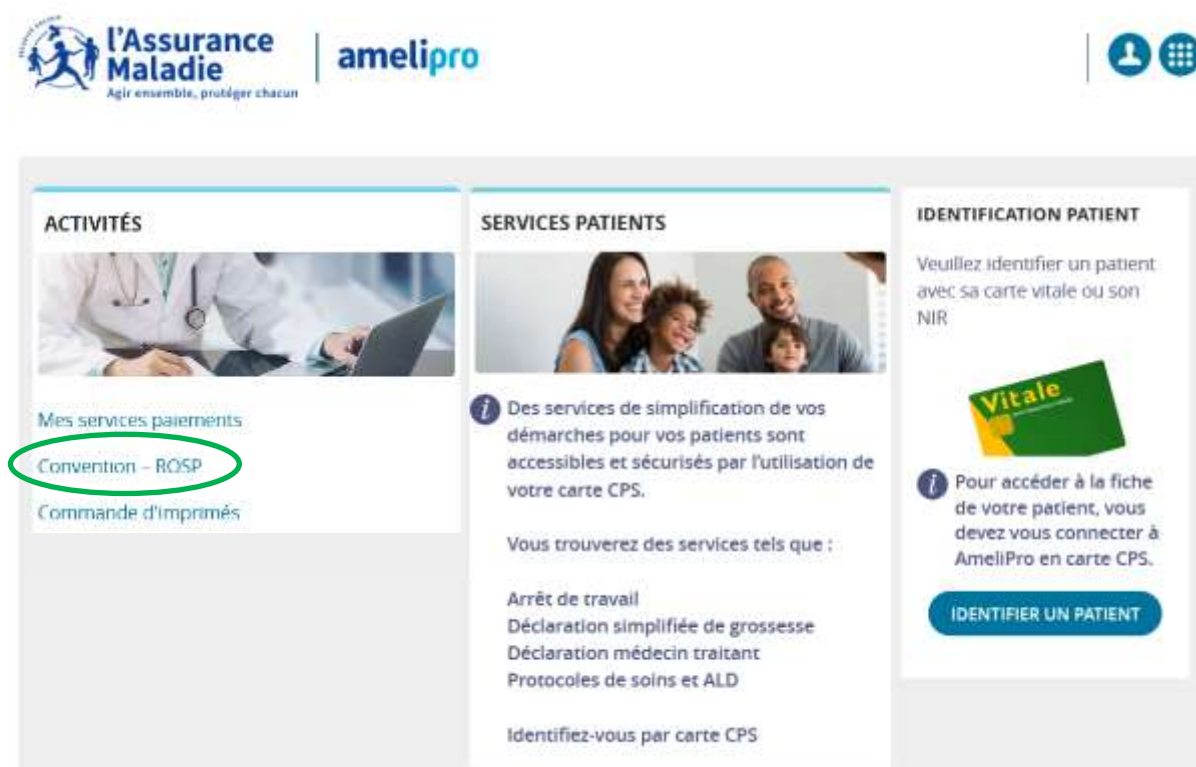 l'Assurance
Maladie
Agir ensemble, protéger chacun
amelipro
ACTIVITÉS
Mes services paiements
Convention – ROSP
Commande d'imprimés
SERVICES PATIENTS
Des services de simplification de vos
démarches pour vos patients sont
accessibles et sécurisés par l'utilisation de
votre carte CPS.
Vous trouverez des services tels que :
Arrêt de travail
Déclaration simplifiée de grossesse
Déclaration médecin traitant
Protocoles de soins et ALD
Identifiez-vous par carte CPS
IDENTIFICATION PATIENT
Veuillez identifier un patient
avec sa carte vitale ou son
NIR
Vitale
Pour accéder à la fiche
de votre patient, vous
devez vous connecter à
AmeliPro en carte CPS.
IDENTIFIER UN PATIENT